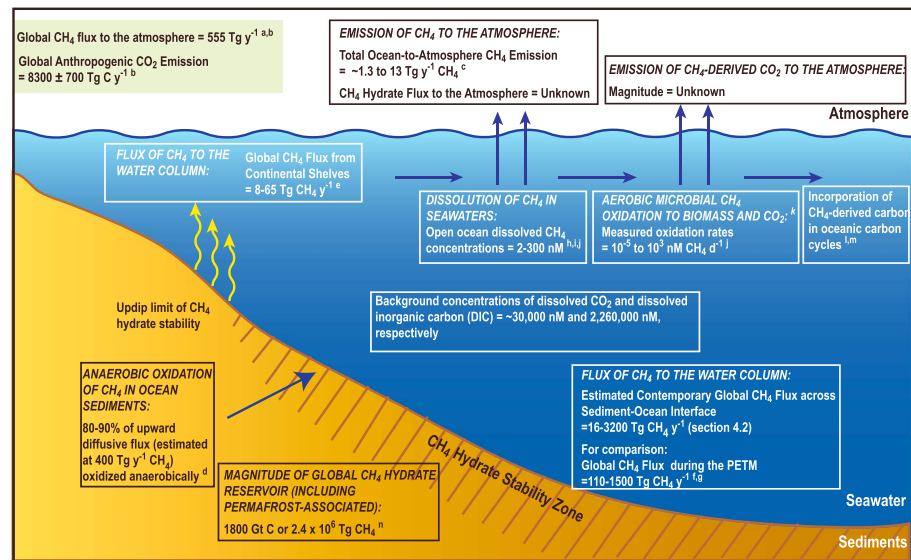 Global CH₄ flux to the atmosphere = 555 Tg y⁻¹ ᵃ,ᵇ
Global Anthropogenic CO₂ Emission
= 8300 ± 700 Tg C y⁻¹ ᵇ
EMISSION OF CH₄ TO THE ATMOSPHERE:
Total Ocean-to-Atmosphere CH₄ Emission
= ~1.3 to 13 Tg y⁻¹ CH₄ ᶜ
CH₄ Hydrate Flux to the Atmosphere = Unknown
EMISSION OF CH₄-DERIVED CO₂ TO THE ATMOSPHERE:
Magnitude = Unknown
Atmosphere
FLUX OF CH₄ TO THE
WATER COLUMN:
Global CH₄ Flux from
Continental Shelves
= 8-65 Tg CH₄ y⁻¹ ᵉ
DISSOLUTION OF CH₄ IN
SEAWATERS:
Open ocean dissolved CH₄
concentrations = 2-300 nM ʰ,ⁱ,ʲ
AEROBIC MICROBIAL CH₄
OXIDATION TO BIOMASS AND CO₂: ᵏ
Measured oxidation rates
= 10⁻⁵ to 10³ nM CH₄ d⁻¹ ʲ
Incorporation of
CH₄-derived carbon
in oceanic carbon
cycles ˡ,ᵐ
Updip limit of CH₄
hydrate stability
Background concentrations of dissolved CO₂ and dissolved
inorganic carbon (DIC) = ~30,000 nM and 2,260,000 nM,
respectively
ANAEROBIC OXIDATION
OF CH₄ IN OCEAN
SEDIMENTS:
80-90% of upward
diffusive flux (estimated
at 400 Tg y⁻¹ CH₄)
oxidized anaerobically ᵈ
FLUX OF CH₄ TO THE WATER COLUMN:
Estimated Contemporary Global CH₄ Flux across
Sediment-Ocean Interface
=16-3200 Tg CH₄ y⁻¹ (section 4.2)
For comparison:
Global CH₄ Flux during the PETM
=110-1500 Tg CH₄ y⁻¹ ᶠ,ᵍ
CH₄ Hydrate Stability Zone
MAGNITUDE OF GLOBAL CH₄ HYDRATE
RESERVOIR (INCLUDING
PERMAFROST-ASSOCIATED):
1800 Gt C or 2.4 x 10⁶ Tg CH₄ ⁿ
Seawater
Sediments